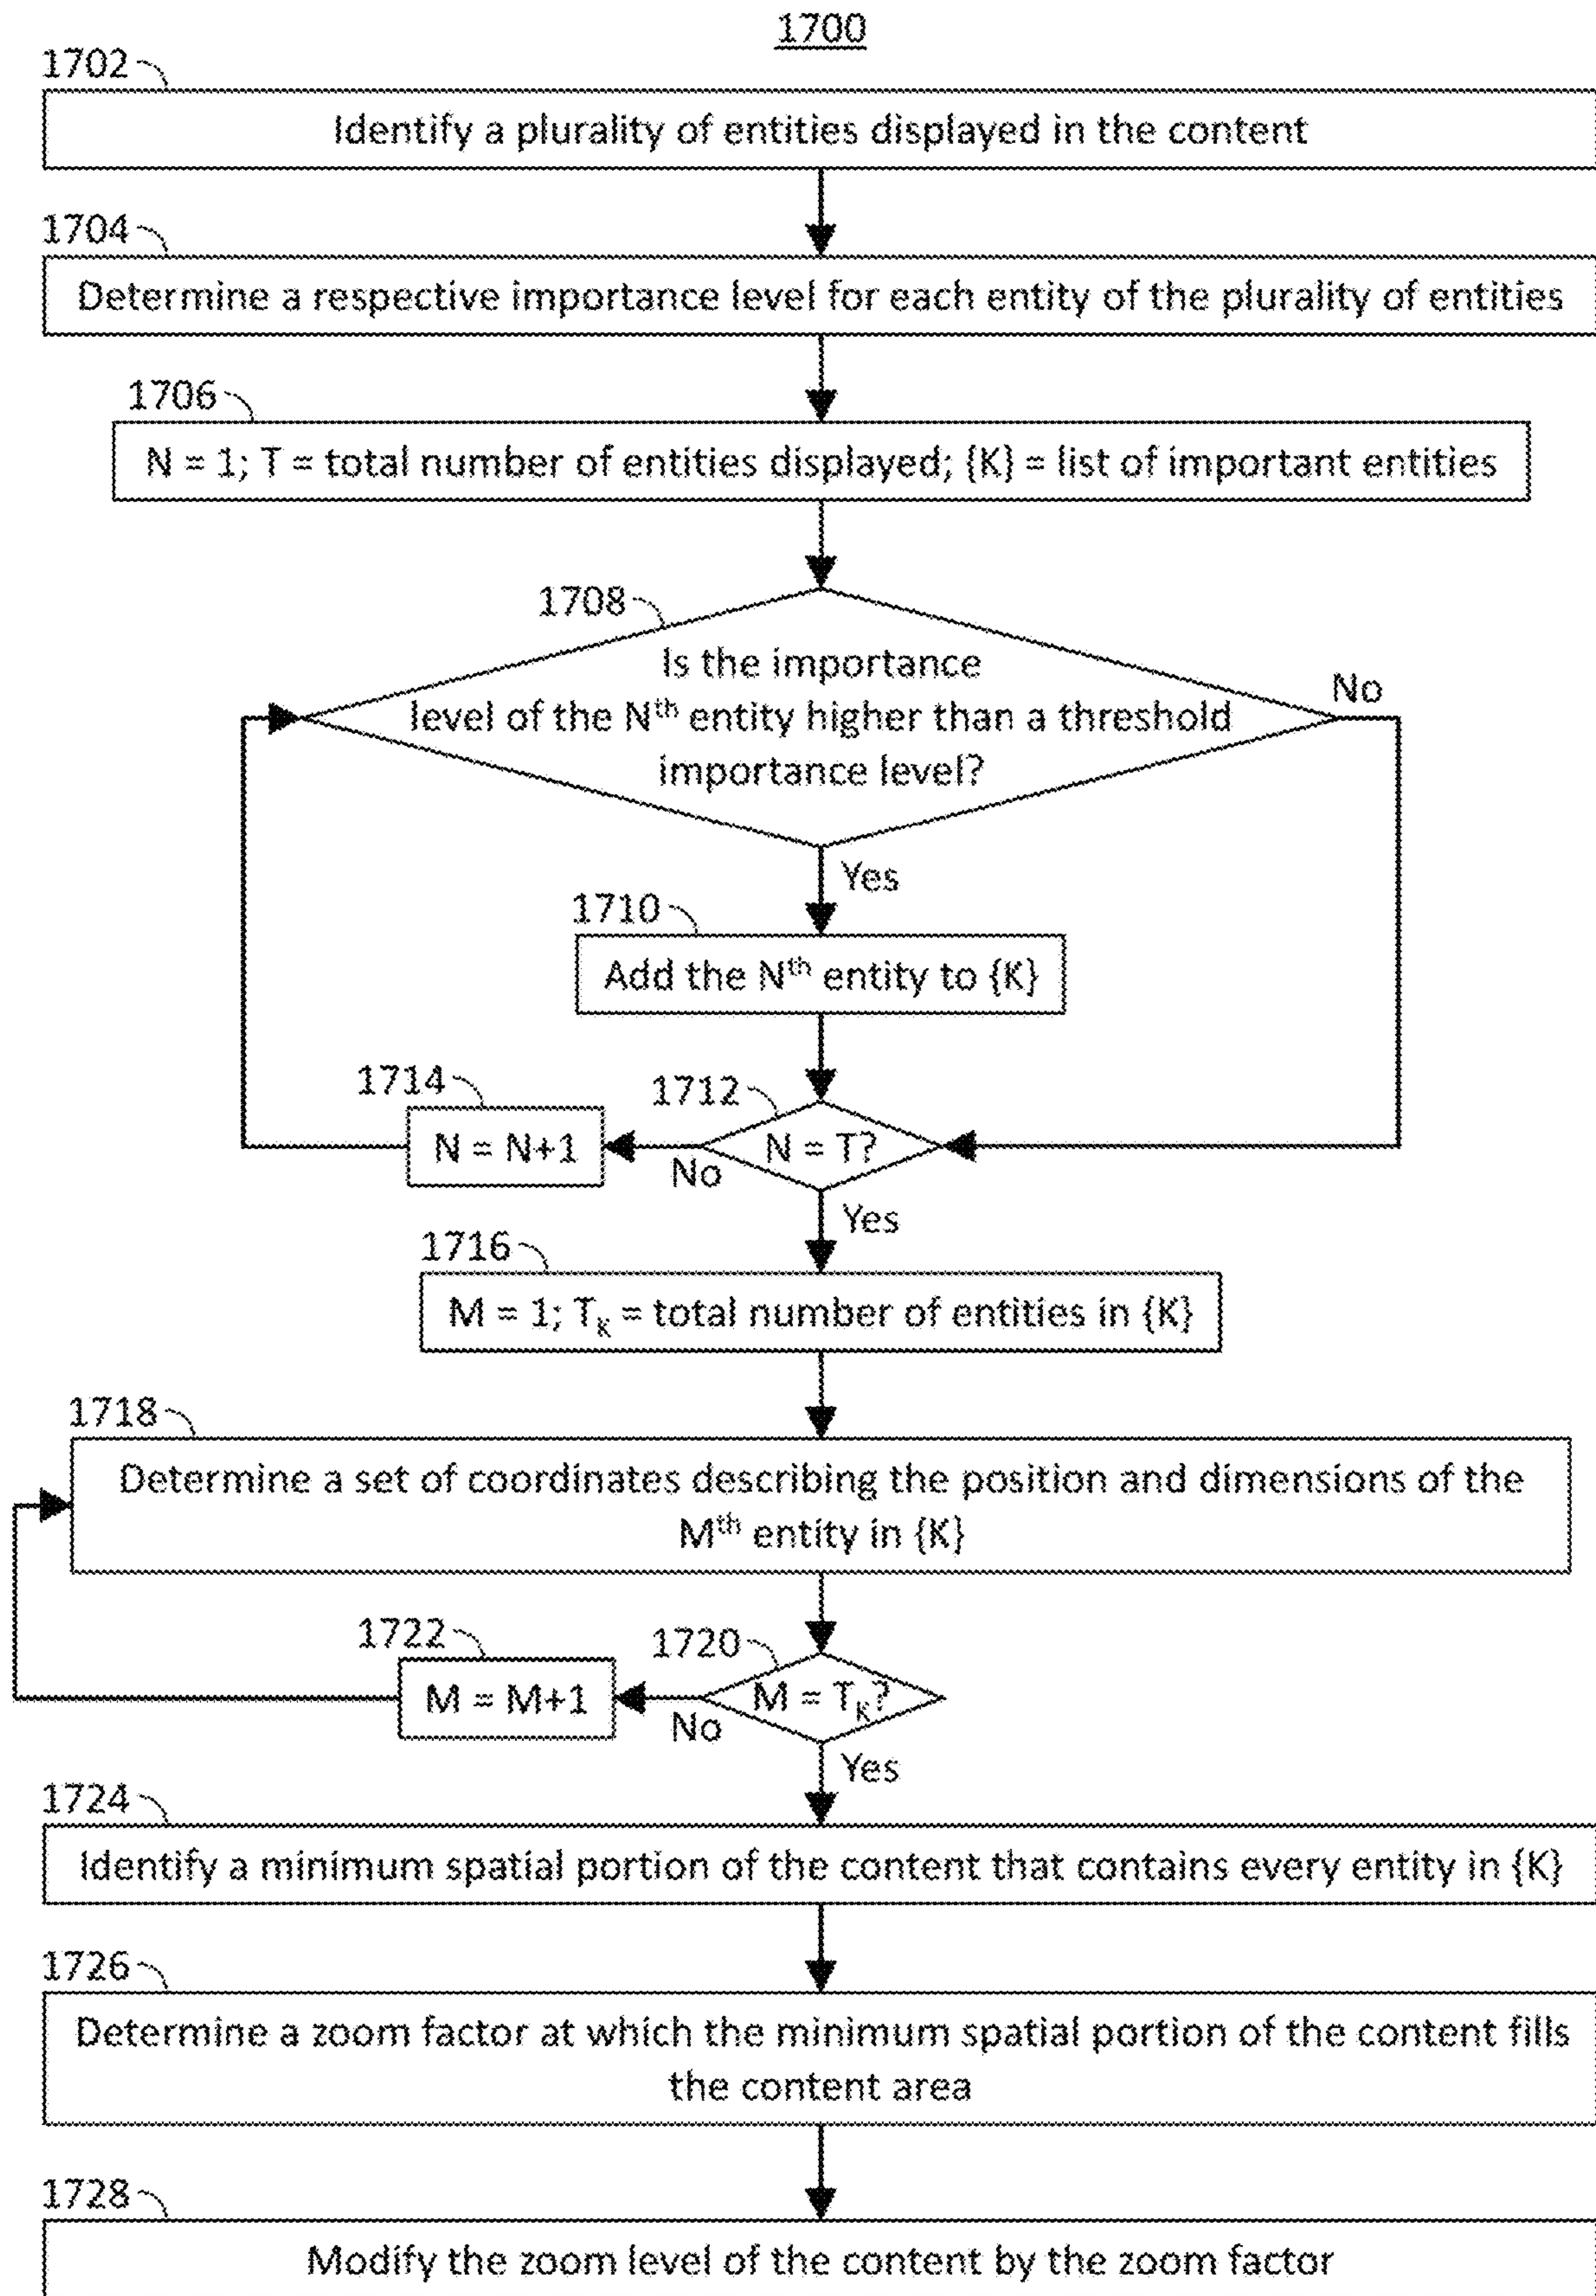 1700
1702
Identify a plurality of entities displayed in the content
1704
Determine a respective importance level for each entity of the plurality of entities
1706
N = 1; T = total number of entities displayed; {K} = list of important entities
1708
Is the importance
level of the Nth entity higher than a threshold
importance level?
No
Yes
1710
Add the Nth entity to {K}
1714
1712
N = N+1
N = T?
No
Yes
1716
M = 1; TK = total number of entities in {K}
1718
Determine a set of coordinates describing the position and dimensions of the
Mth entity in {K}
1722
1720
M = M+1
M = TK?
No
Yes
1724
Identify a minimum spatial portion of the content that contains every entity in {K}
1726
Determine a zoom factor at which the minimum spatial portion of the content fills
the content area
1728
Modify the zoom level of the content by the zoom factor